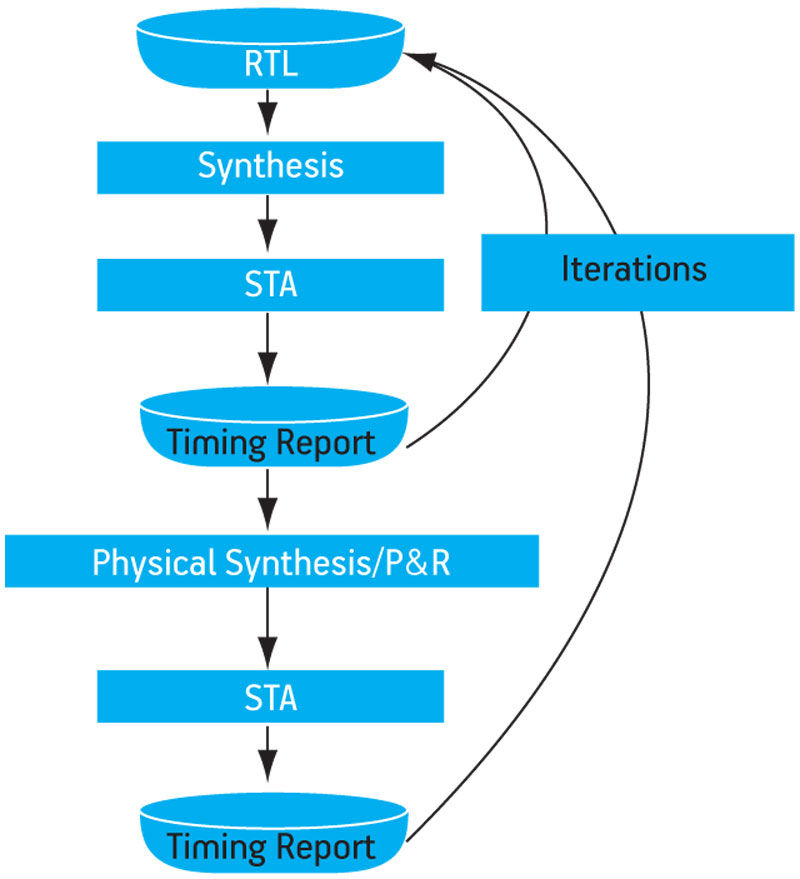 RTL
Synthesis
STA
Iterations
Timing Report
Physical Synthesis/P&R
STA
Timing Report